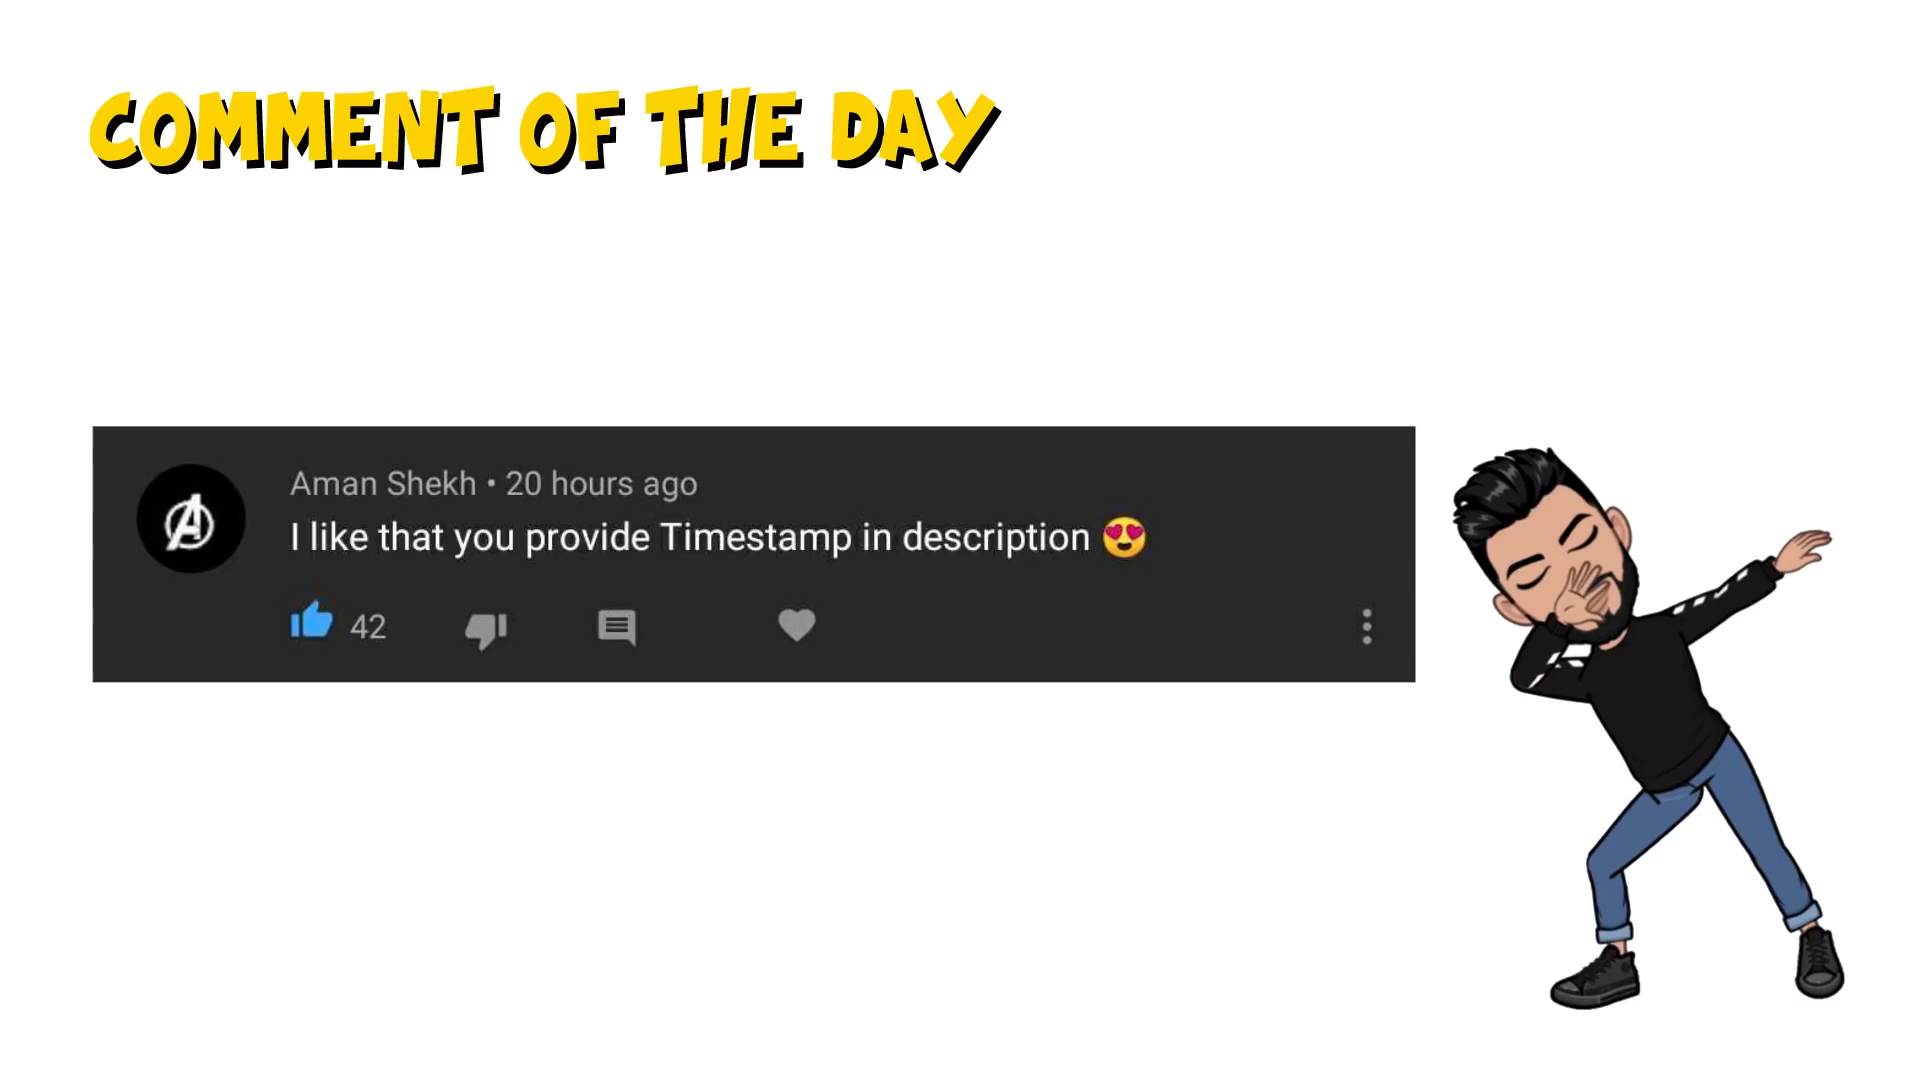 COMMENT OF THE DAY
Aman Shekh • 20 hours ago
I like that you provide Timestamp in description 😍
42